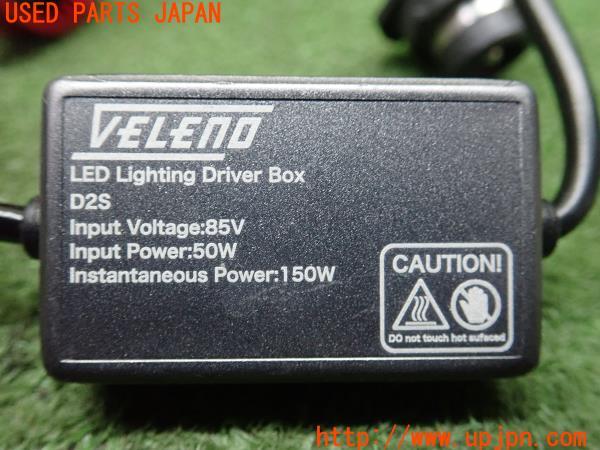 USED PARTS JAPAN
VELENO
LED Lighting Driver Box
D2S
Input Voltage:85V
Input Power:50W
Instantaneous Power:150W
CAUTION!
DO not touch hot sufaced
http://www.upjpn.com